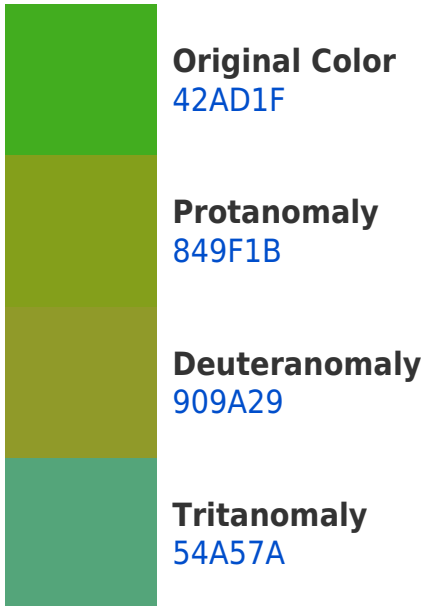 Original Color
42AD1F
Protanomaly
849F1B
Deuteranomaly
909A29
Tritanomaly
54A57A